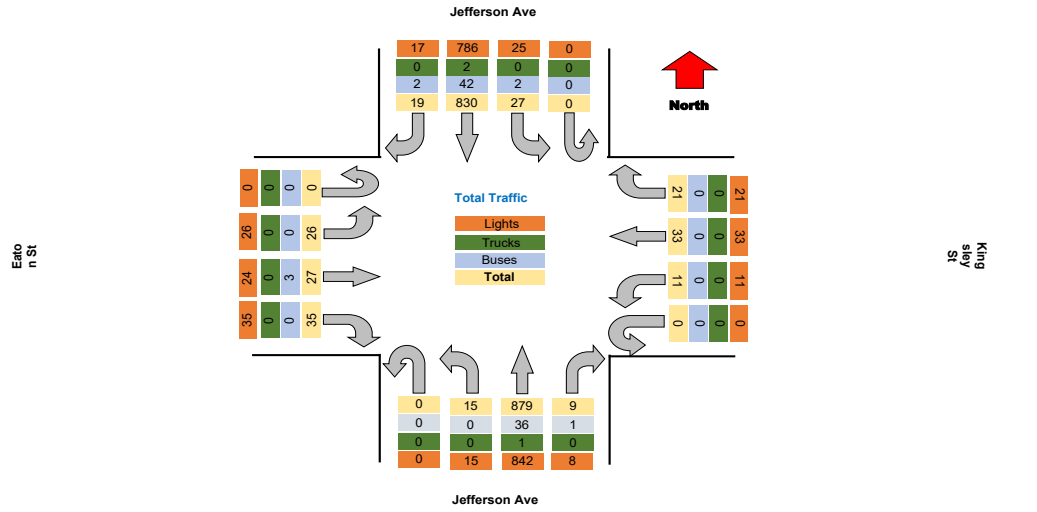 Jefferson Ave
17 786 25 0
0 2 0 0
2 42 2 0
19 830 27 0
North
0 0 0 0
26 0 0 26
24 0 3 27
35 0 0 35
Eato
n St
Total Traffic
Lights
Trucks
Buses
Total
21 0 0 21
33 0 0 33
11 0 0 11
0 0 0 0
King
sley
St
0 15 879 9
0 0 36 1
0 0 1 0
0 15 842 8
Jefferson Ave